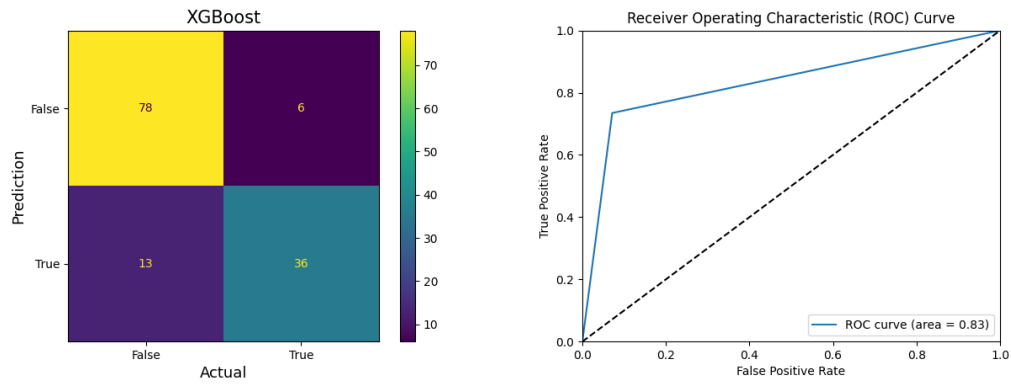 XGBoost
False
True
Prediction
78
6
13
36
False
True
Actual
70
60
50
40
30
20
10
Receiver Operating Characteristic (ROC) Curve
True Positive Rate
1.0
0.8
0.6
0.4
0.2
0.0
0.0 0.2 0.4 0.6 0.8 1.0
False Positive Rate
ROC curve (area = 0.83)